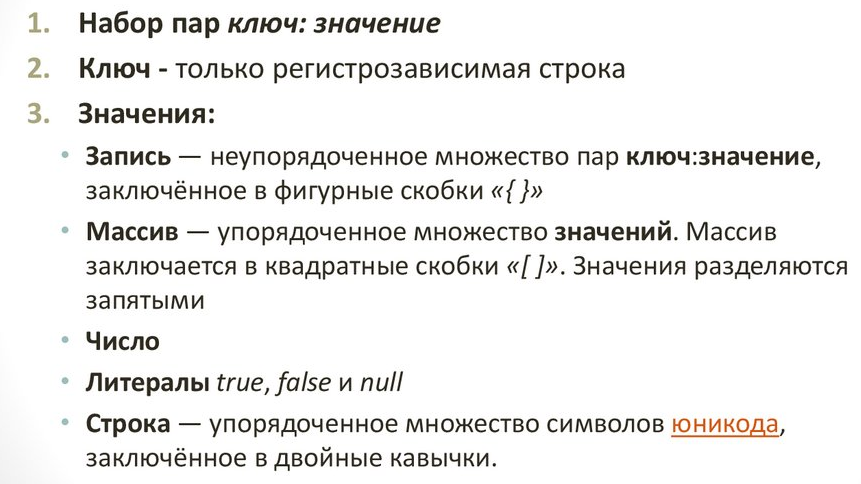 1. Набор пар ключ: значение
2. Ключ - только регистрозависимая строка
3. Значения:
• Запись — неупорядоченное множество пар ключ:значение,
заключённое в фигурные скобки «{ }»
• Массив — упорядоченное множество значений. Массив
заключается в квадратные скобки «[ ]». Значения разделяются
запятыми
• Число
• Литералы true, false и null
• Строка — упорядоченное множество символов юникода,
заключённое в двойные кавычки.